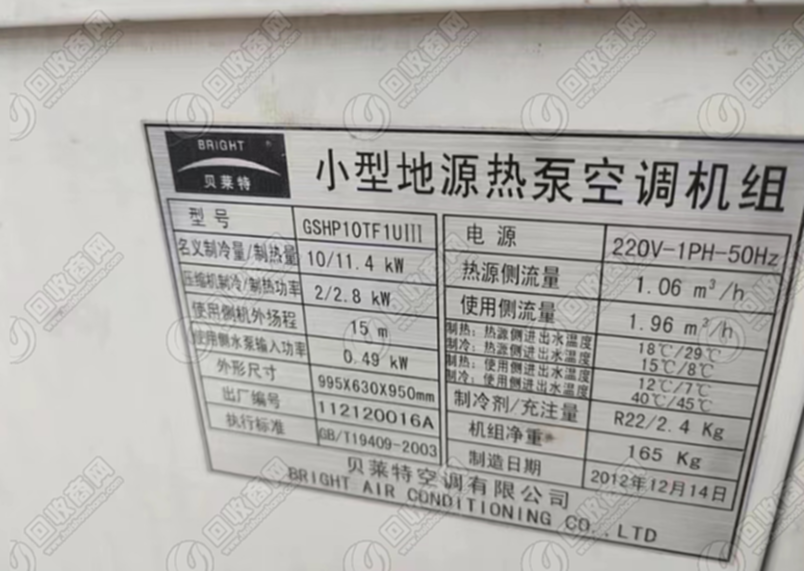 BRIGHT
贝莱特
小型地源热泵空调机组
型号 GSHP10TF1UIII 电源 220V-1PH-50Hz
名义制冷量/制热量 10/11.4 kW 热源侧流量 1.06 m³/h
压缩机制冷/制热功率 2/2.8 kW 使用侧流量 1.96 m³/h
使用侧机外扬程 15 m 制热:热源侧进出水温度 18℃/29℃
制冷:热源侧进出水温度 15℃/8℃
使用侧水泵输入功率 0.49 kW 制热:使用侧进出水温度 12℃/7℃
制冷:使用侧进出水温度 40℃/45℃
外形尺寸 995X630X950mm 制冷剂/充注量 R22/2.4 Kg
出厂编号 112120016A 机组净重 165 Kg
执行标准 GB/T19409-2003 制造日期 2012年12月14日
贝莱特空调有限公司
BRIGHT AIR CONDITIONING CO.,LTD
回收商网